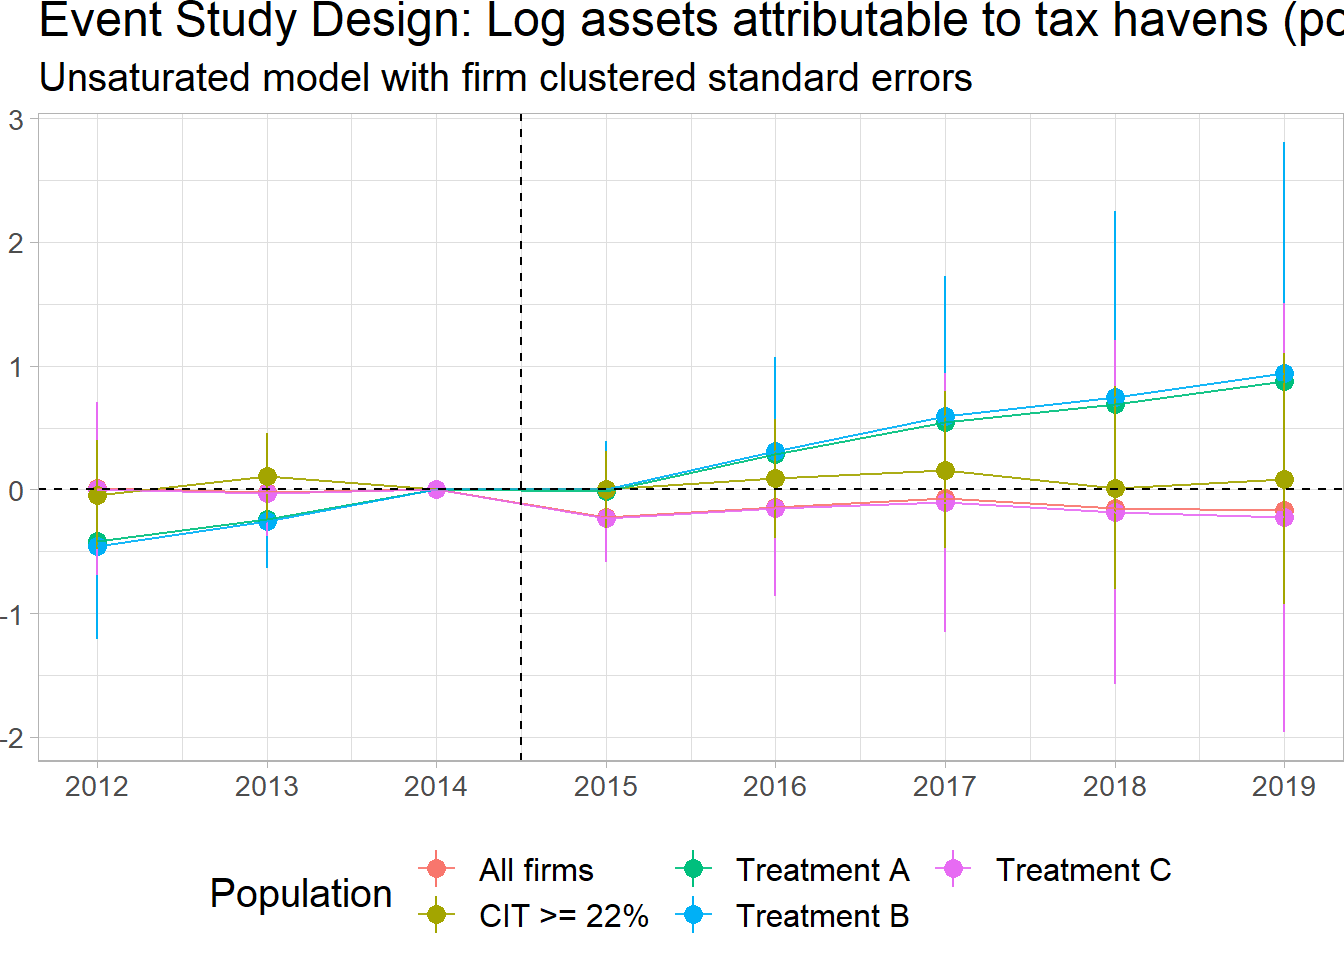 Event Study Design: Log assets attributable to tax havens (po
Unsaturated model with firm clustered standard errors
3
2
1
0
-1
-2
2012 2013 2014 2015 2016 2017 2018 2019
Population
All firms Treatment A Treatment C
CIT >= 22% Treatment B